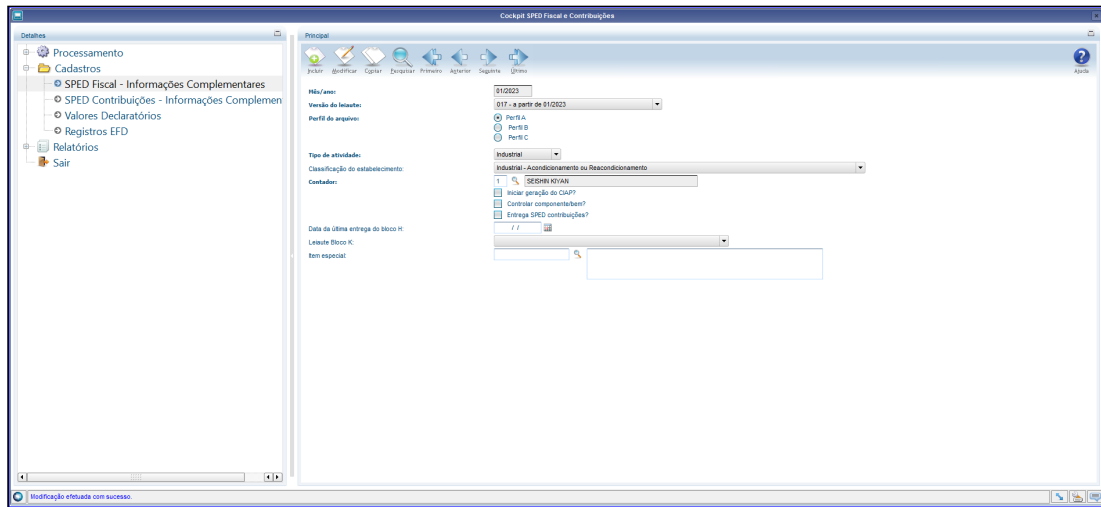 Cockpit SPED Fiscal e Contribuições
Detalhes
Processamento
Cadastros
SPED Fiscal - Informações Complementares
SPED Contribuições - Informações Complemen
Valores Declaratórios
Registros EFD
Relatórios
Sair
Principal
Incluir Modificar Copiar Pesquisar Primeiro Anterior Seguinte Último
Ajuda
Mês/ano: 01/2023
Versão do leiaute: 017 - a partir de 01/2023
Perfil do arquivo: Perfil A
Perfil B
Perfil C
Tipo de atividade: Industrial
Classificação do estabelecimento: Industrial - Acondicionamento ou Reacondicionamento
Contador: 1 SEISHIN KIYAN
Iniciar geração do CIAP?
Controlar componente/bem?
Entrega SPED contribuições?
Data da última entrega do bloco H: / /
Leiaute Bloco K:
Item especial:
Modificação efetuada com sucesso.